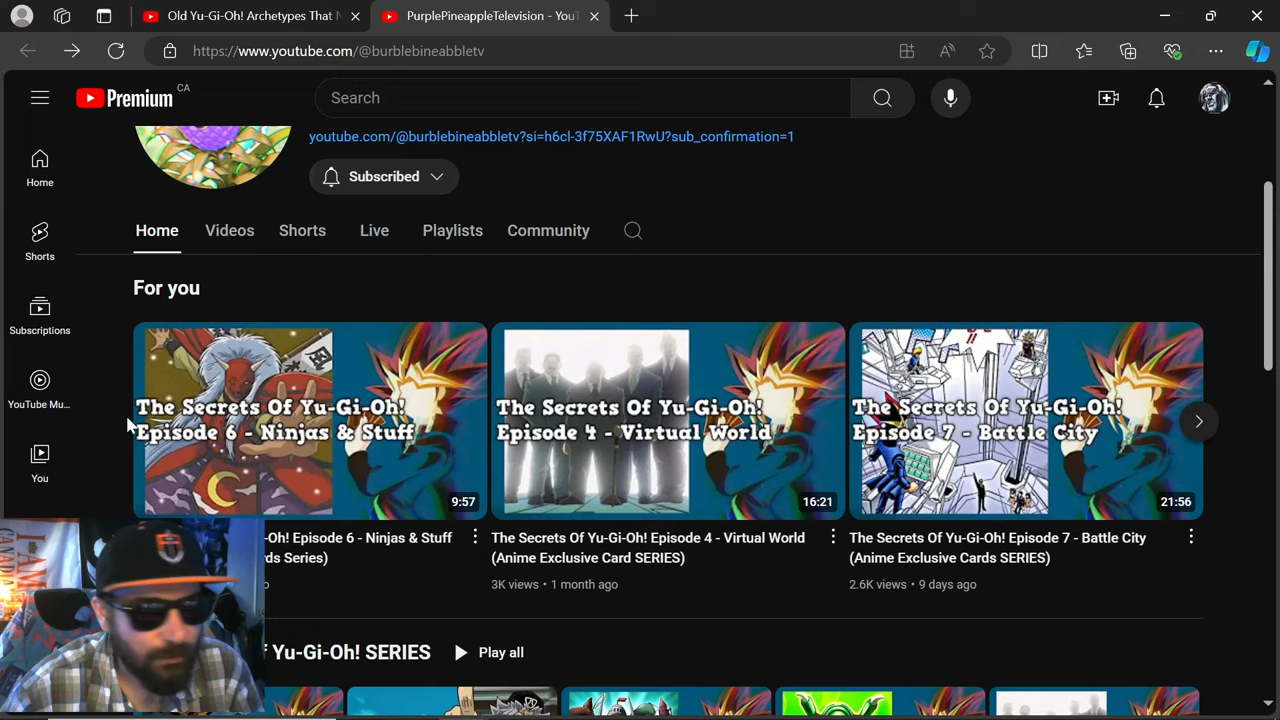 Old Yu-Gi-Oh! Archetypes That
PurplePineappleTelevision - YouT
https://www.youtube.com/@burblebineabbletv
Premium CA
Search
youtube.com/@burblebineabbletv?si=h6cl-3f75XAF1RwU?sub_confirmation=1
Subscribed
Home
Shorts
Subscriptions
YouTube Mu...
You
Home Videos Shorts Live Playlists Community
For you
The Secrets Of Yu-Gi-Oh!
Episode 6 - Ninjas & Stuff
9:57
The Secrets Of Yu-Gi-Oh!
Episode 4 - Virtual World
16:21
The Secrets Of Yu-Gi-Oh!
Episode 7 - Battle City
21:56
-Oh! Episode 6 - Ninjas & Stuff
ds Series)
The Secrets Of Yu-Gi-Oh! Episode 4 - Virtual World
(Anime Exclusive Card SERIES)
3K views • 1 month ago
The Secrets Of Yu-Gi-Oh! Episode 7 - Battle City
(Anime Exclusive Cards SERIES)
2.6K views • 9 days ago
f Yu-Gi-Oh! SERIES
Play all